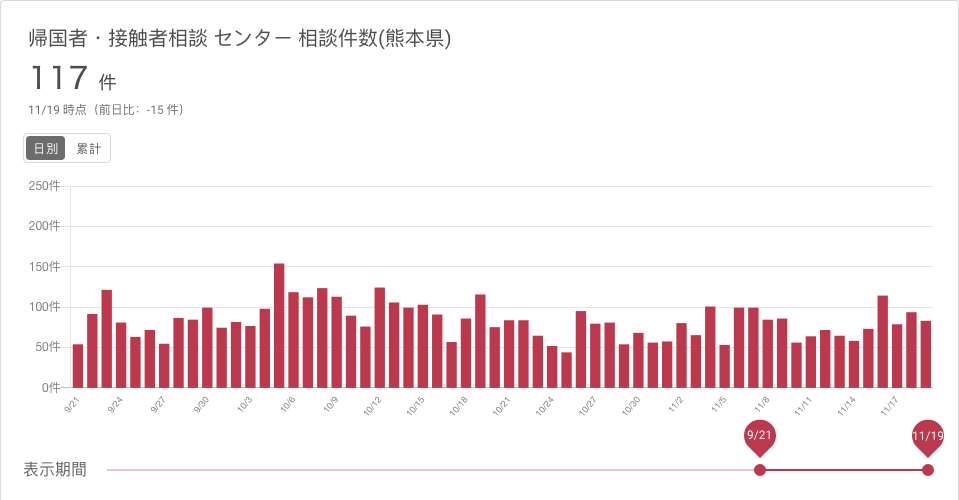 帰国者・接触者相談 センター 相談件数(熊本県)
117 件
11/19 時点（前日比: -15 件）
日別 累計
250件
200件
150件
100件
50件
0件
9/21 9/24 9/27 9/30 10/3 10/6 10/9 10/12 10/15 10/18 10/21 10/24 10/27 10/30 11/2 11/5 11/8 11/11 11/14 11/17
9/21 11/19
表示期間